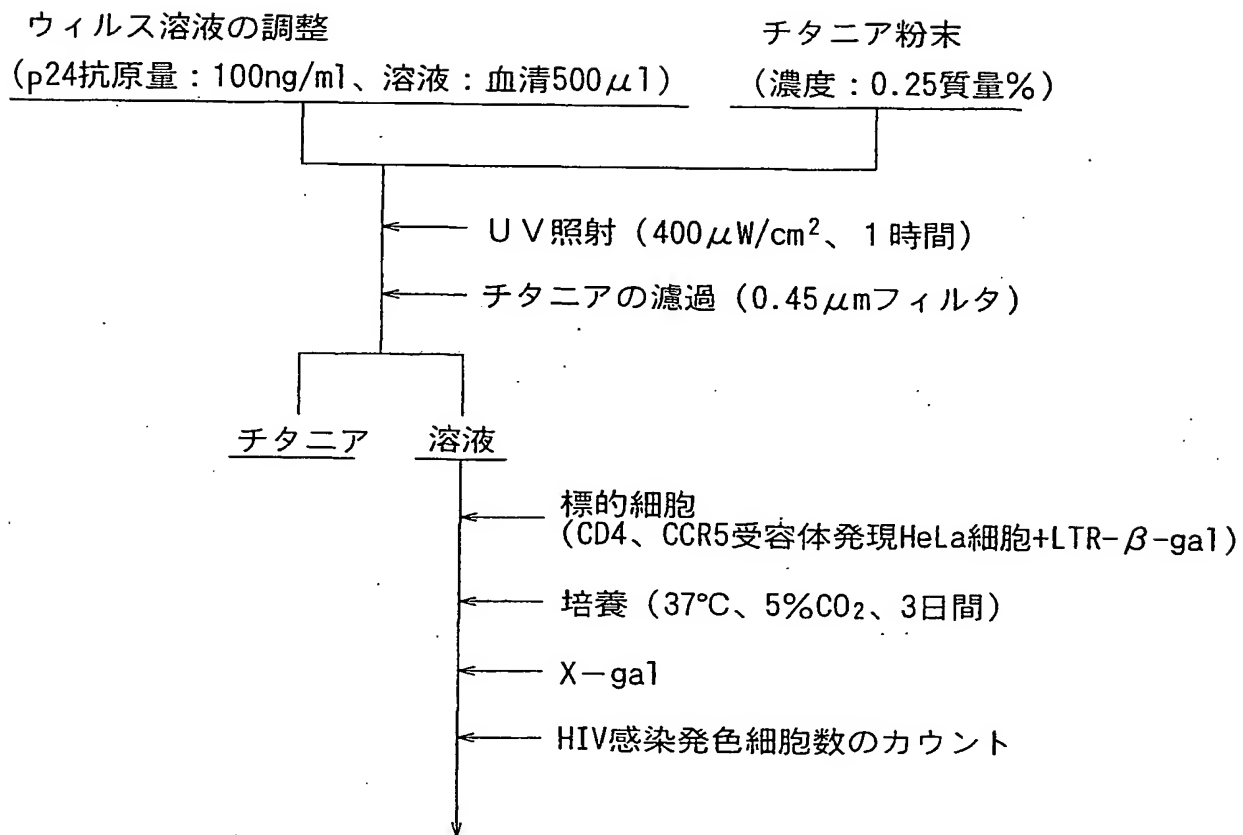 ウィルス溶液の調整
(p24抗原量：100ng/ml、溶液：血清500μl)
チタニア粉末
(濃度：0.25質量%)
UV照射 (400μW/cm²、1時間)
チタニアの濾過 (0.45μmフィルタ)
チタニア
溶液
標的細胞
(CD4、CCR5受容体発現HeLa細胞+LTR-β-gal)
培養 (37℃、5%CO₂、3日間)
X-gal
HIV感染発色細胞数のカウント